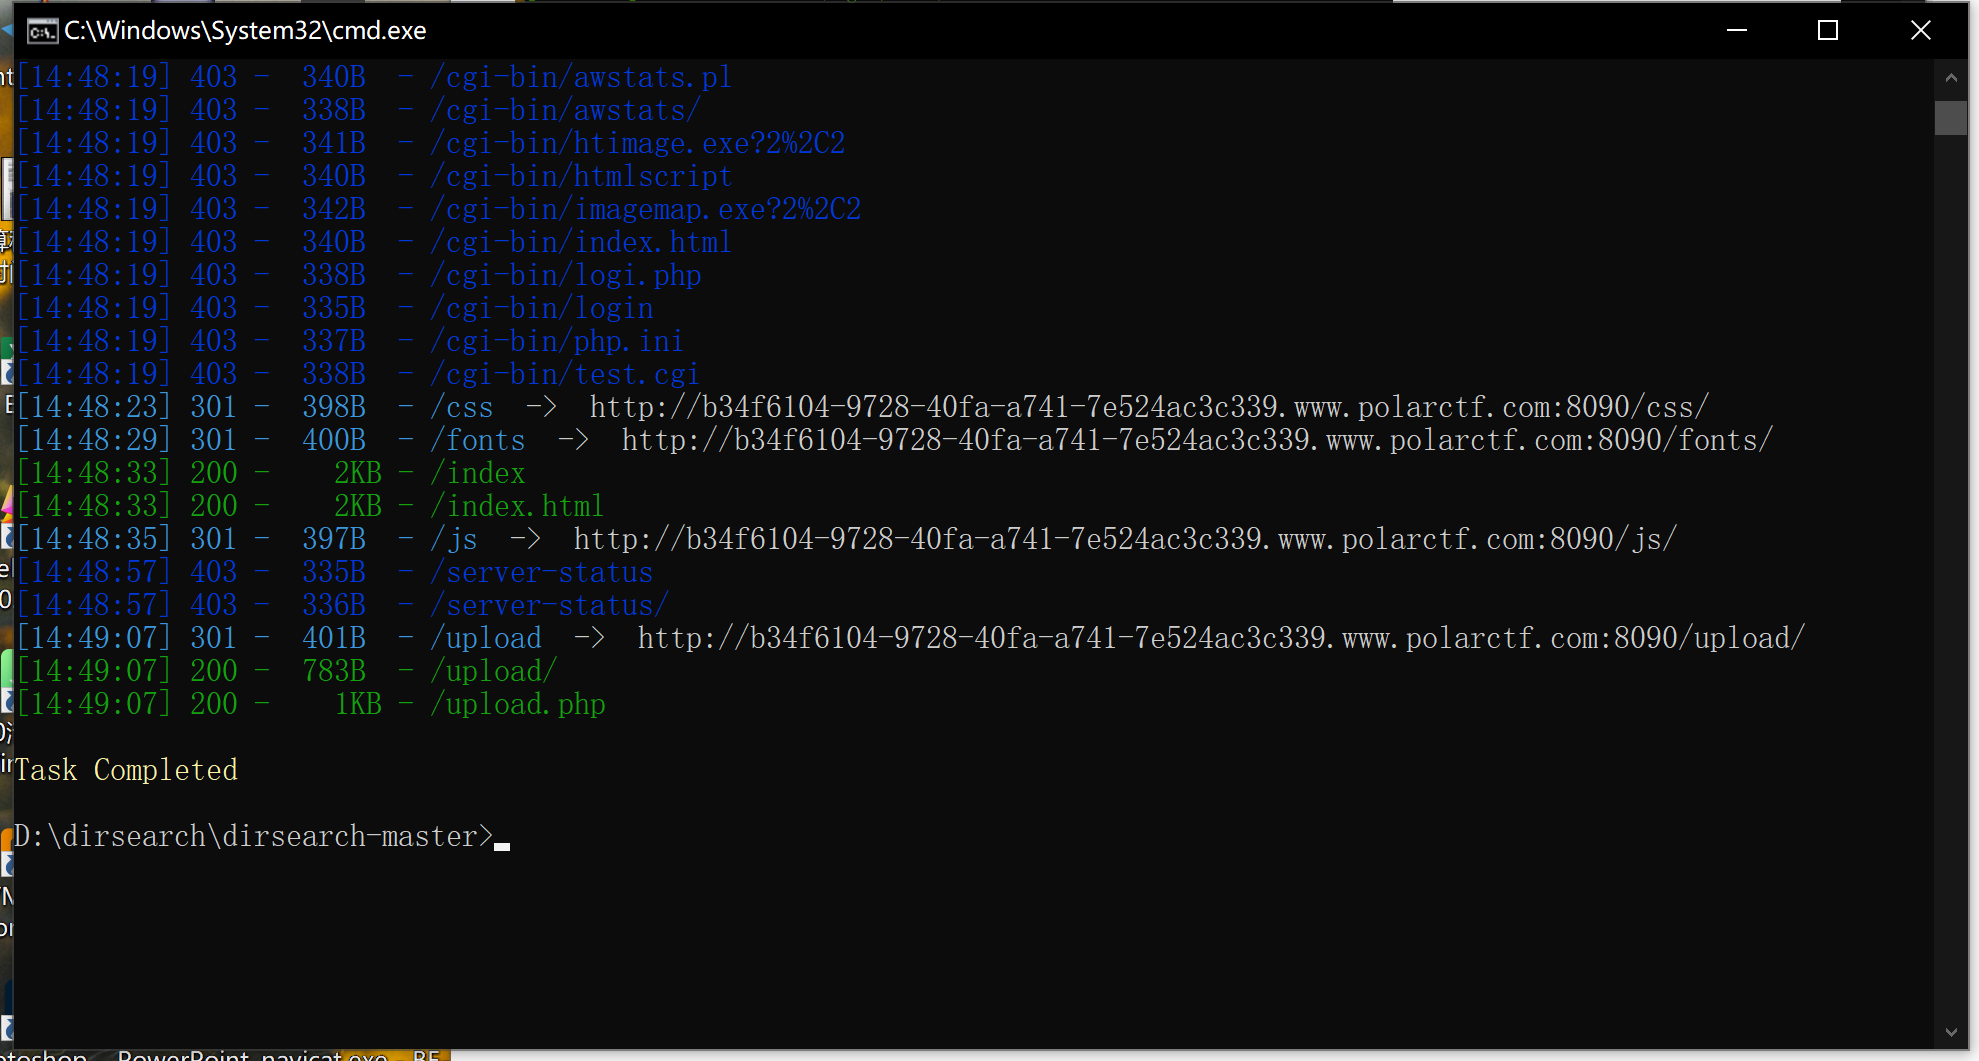 C:\Windows\System32\cmd.exe
[14:48:19] 403 -  340B  - /cgi-bin/awstats.pl
[14:48:19] 403 -  338B  - /cgi-bin/awstats/
[14:48:19] 403 -  341B  - /cgi-bin/htimage.exe?2%2C2
[14:48:19] 403 -  340B  - /cgi-bin/htmlscript
[14:48:19] 403 -  342B  - /cgi-bin/imagemap.exe?2%2C2
[14:48:19] 403 -  340B  - /cgi-bin/index.html
[14:48:19] 403 -  338B  - /cgi-bin/logi.php
[14:48:19] 403 -  335B  - /cgi-bin/login
[14:48:19] 403 -  337B  - /cgi-bin/php.ini
[14:48:19] 403 -  338B  - /cgi-bin/test.cgi
[14:48:23] 301 -  398B  - /css  ->  http://b34f6104-9728-40fa-a741-7e524ac3c339.www.polarctf.com:8090/css/
[14:48:29] 301 -  400B  - /fonts  ->  http://b34f6104-9728-40fa-a741-7e524ac3c339.www.polarctf.com:8090/fonts/
[14:48:33] 200 -    2KB - /index
[14:48:33] 200 -    2KB - /index.html
[14:48:35] 301 -  397B  - /js  ->  http://b34f6104-9728-40fa-a741-7e524ac3c339.www.polarctf.com:8090/js/
[14:48:57] 403 -  335B  - /server-status
[14:48:57] 403 -  336B  - /server-status/
[14:49:07] 301 -  401B  - /upload  ->  http://b34f6104-9728-40fa-a741-7e524ac3c339.www.polarctf.com:8090/upload/
[14:49:07] 200 -  783B  - /upload/
[14:49:07] 200 -    1KB - /upload.php
Task Completed
D:\dirsearch\dirsearch-master>
PowerPoint navicat.exe